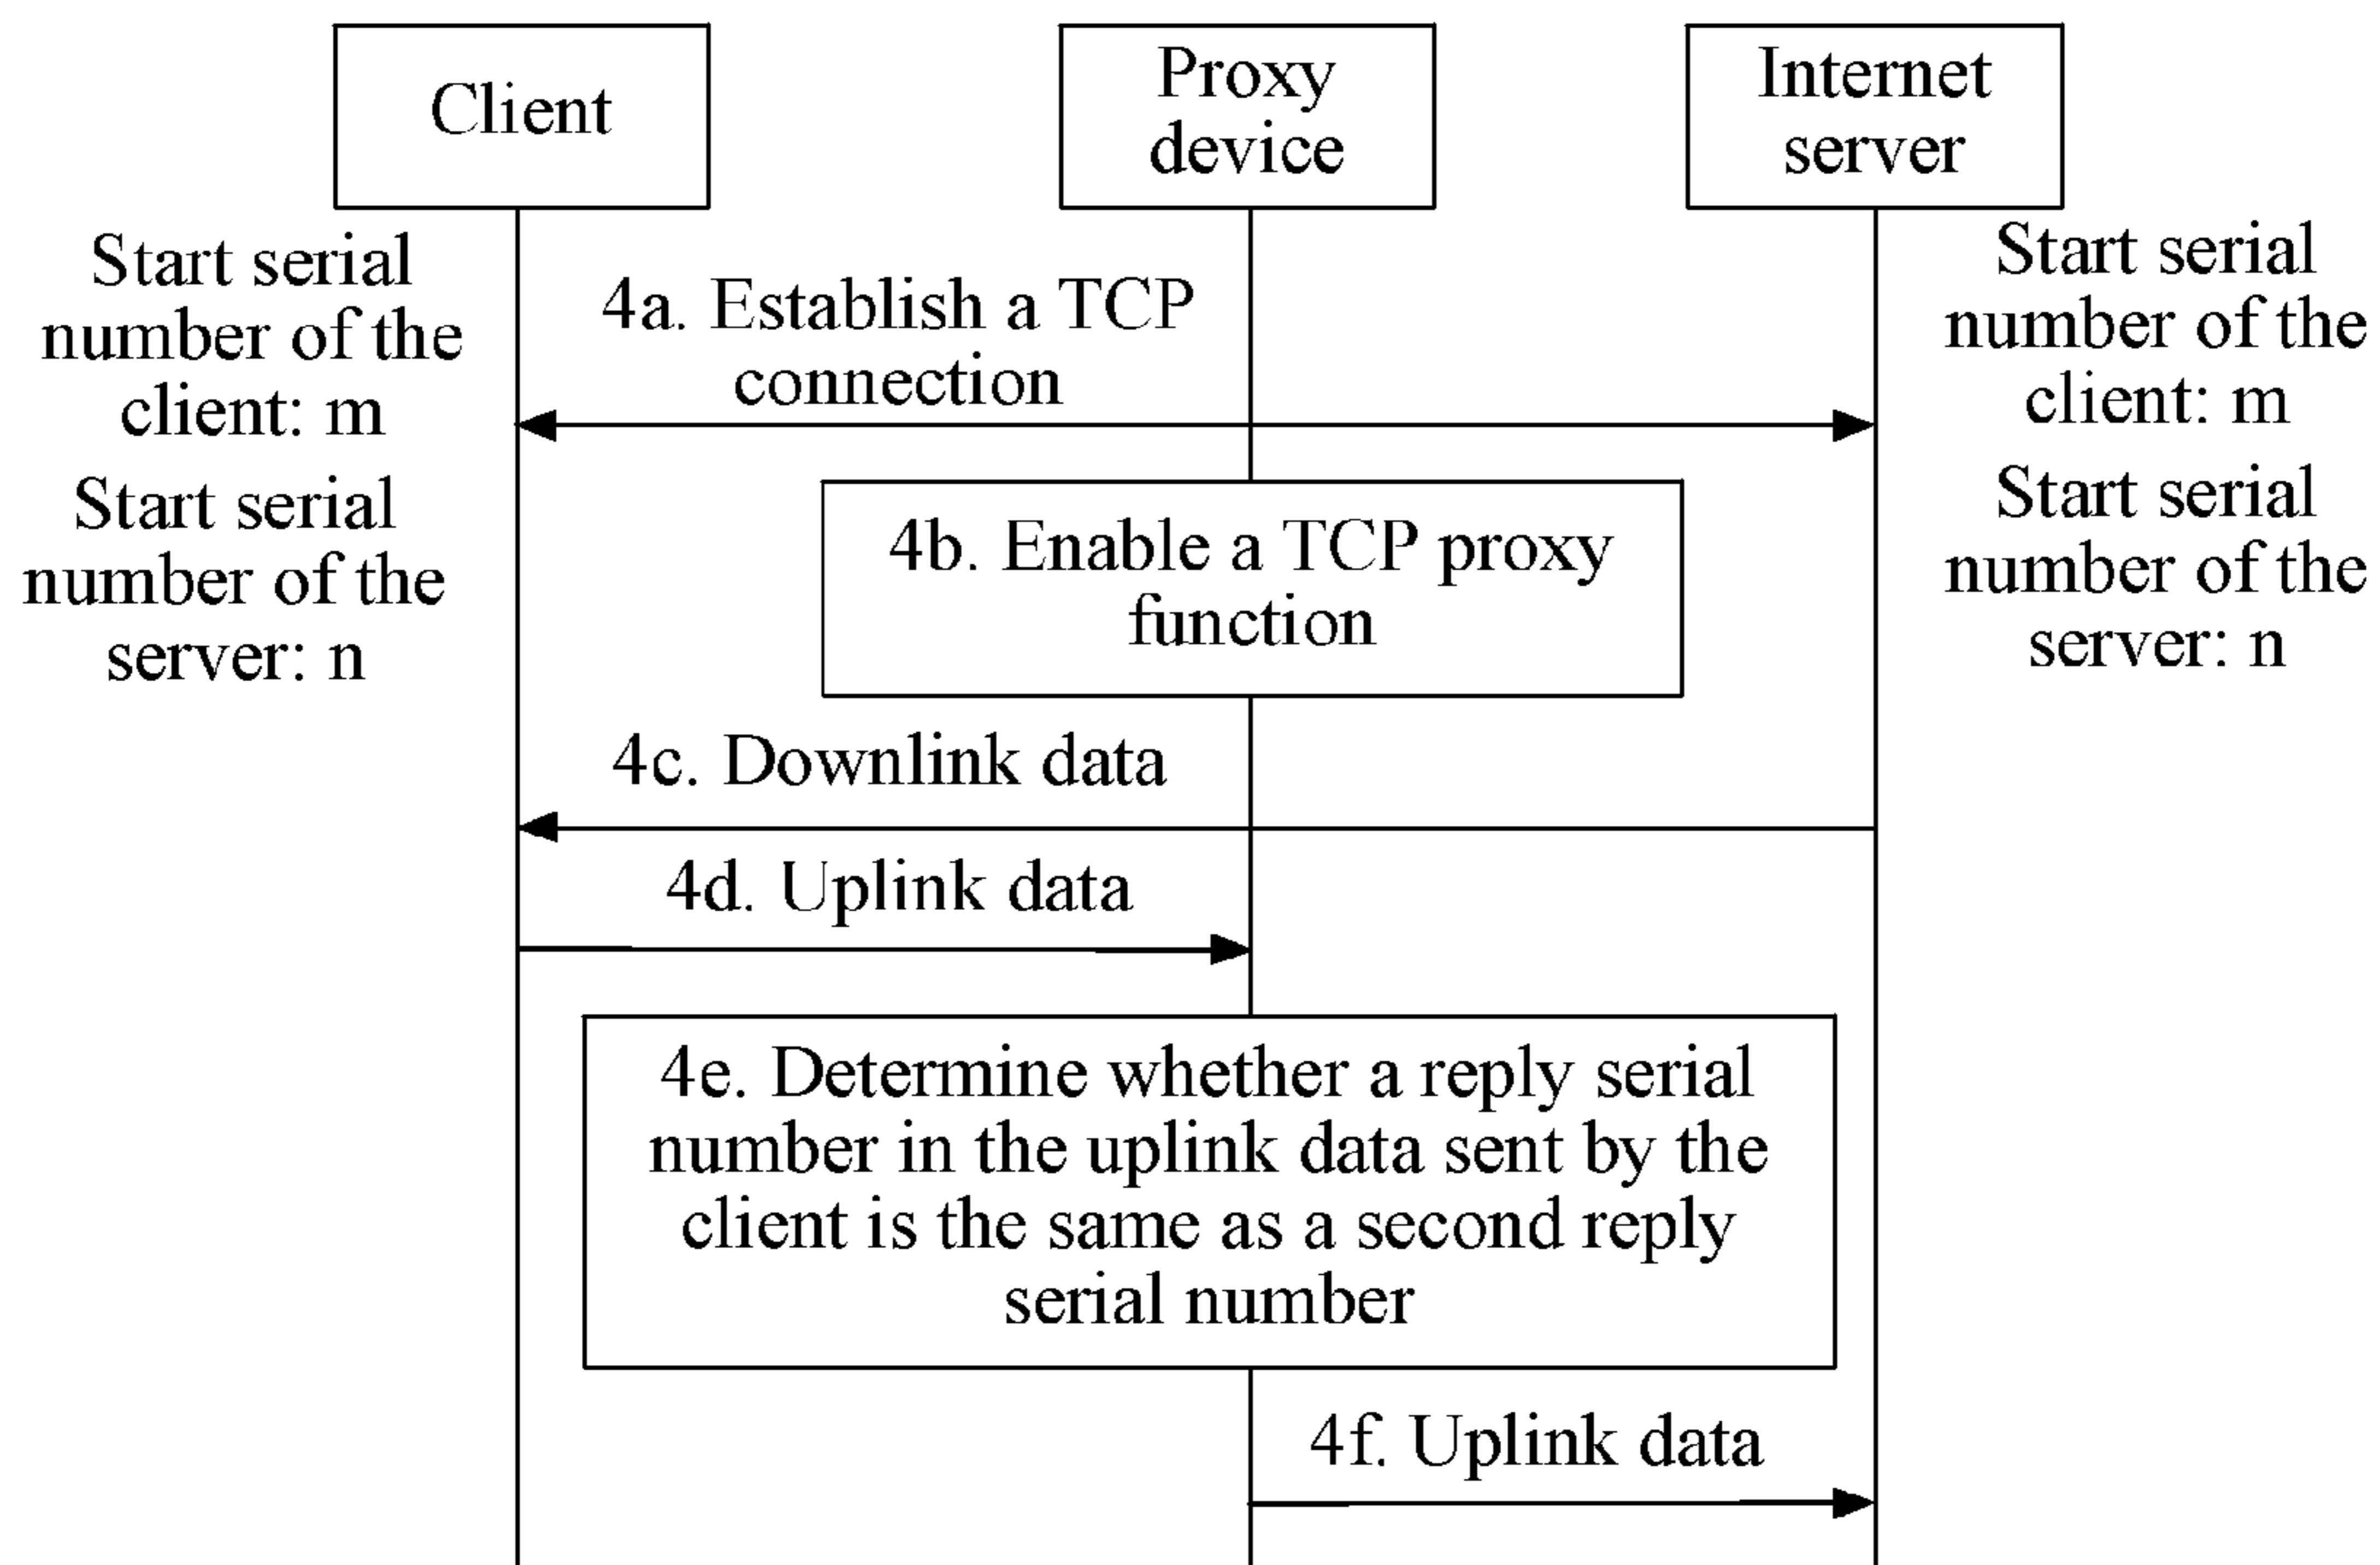 Client
Proxy
device
Internet
server
Start serial
number of the
client: m
Start serial
number of the
server: n
4a. Establish a TCP
connection
Start serial
number of the
client: m
Start serial
number of the
server: n
4b. Enable a TCP proxy
function
4c. Downlink data
4d. Uplink data
4e. Determine whether a reply serial
number in the uplink data sent by the
client is the same as a second reply
serial number
4f. Uplink data